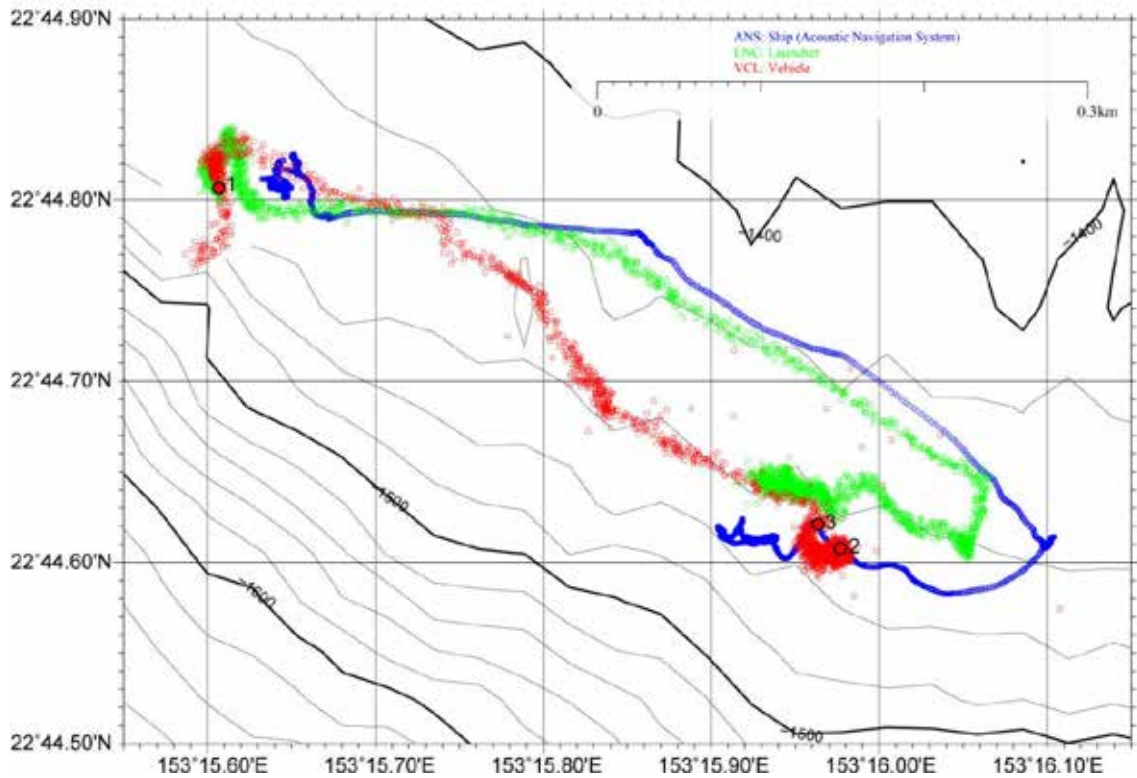 22°44.90'N
ANS: Ship (Acoustic Navigation System)
LNC: Launcher
VCL: Vehicle
0 0.3km
1
22°44.80'N
-1400
-1400
22°44.70'N
-1500
3
2
22°44.60'N
-1600
-1500
22°44.50'N
153°15.60'E 153°15.70'E 153°15.80'E 153°15.90'E 153°16.00'E 153°16.10'E